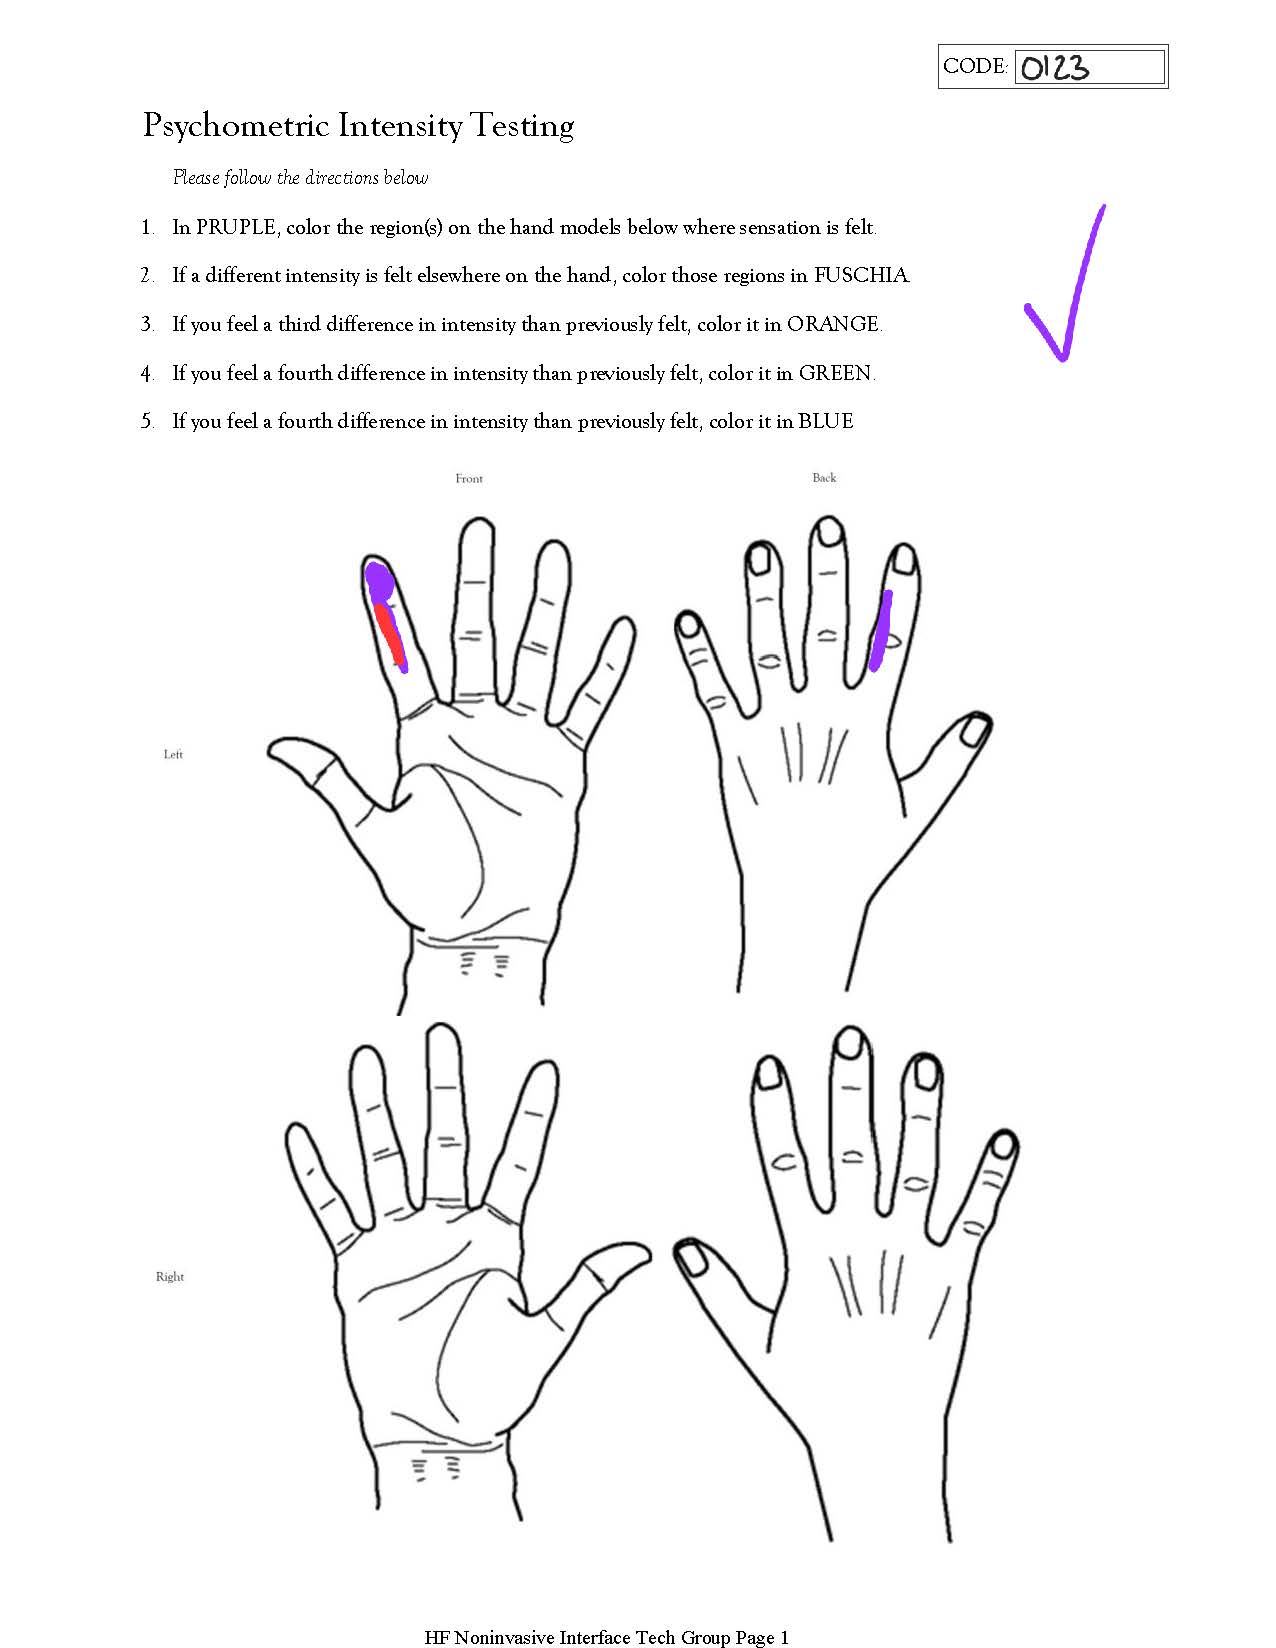 CODE: 0123
Psychometric Intensity Testing
Please follow the directions below
1. In PRUPLE, color the region(s) on the hand models below where sensation is felt.
2. If a different intensity is felt elsewhere on the hand, color those regions in FUSCHIA.
3. If you feel a third difference in intensity than previously felt, color it in ORANGE.
4. If you feel a fourth difference in intensity than previously felt, color it in GREEN.
5. If you feel a fourth difference in intensity than previously felt, color it in BLUE
Front Back
Left
Right
HF Noninvasive Interface Tech Group Page 1